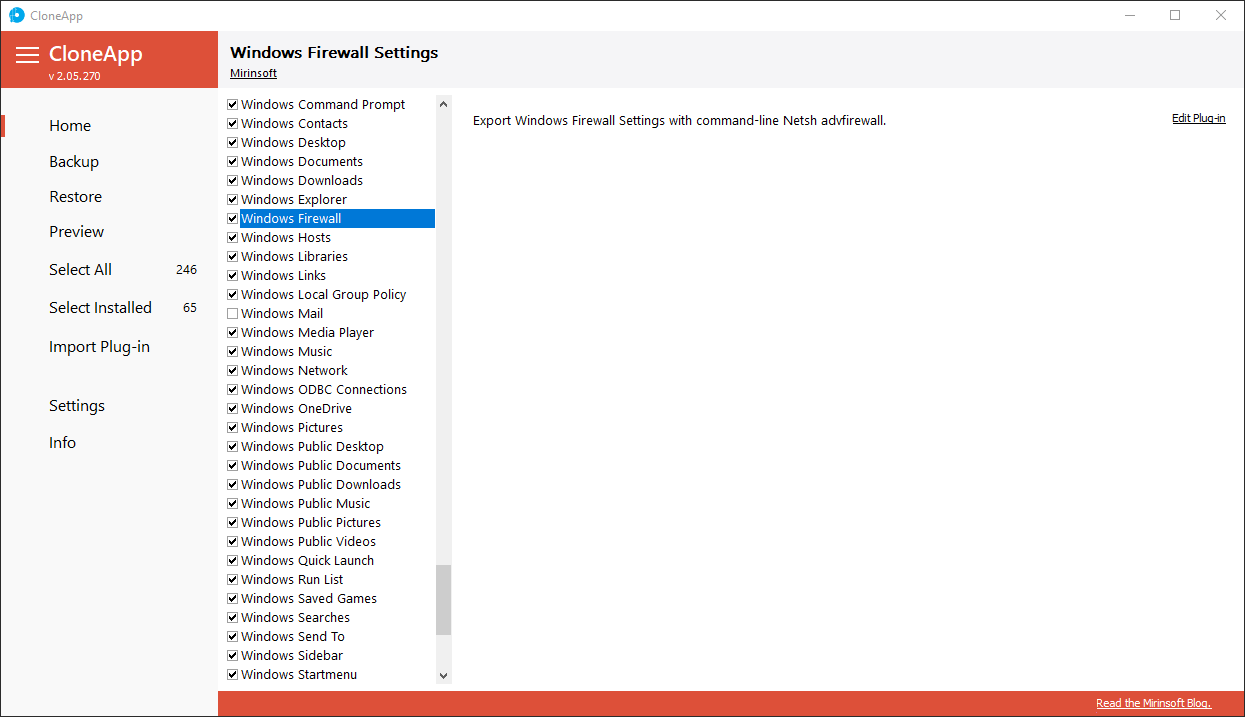 CloneApp
CloneApp
v 2.05.270
Home
Backup
Restore
Preview
Select All 246
Select Installed 65
Import Plug-in
Settings
Info
Windows Firewall Settings
Mirinsoft
Windows Command Prompt
Windows Contacts
Windows Desktop
Windows Documents
Windows Downloads
Windows Explorer
Windows Firewall
Windows Hosts
Windows Libraries
Windows Links
Windows Local Group Policy
Windows Mail
Windows Media Player
Windows Music
Windows Network
Windows ODBC Connections
Windows OneDrive
Windows Pictures
Windows Public Desktop
Windows Public Documents
Windows Public Downloads
Windows Public Music
Windows Public Pictures
Windows Public Videos
Windows Quick Launch
Windows Run List
Windows Saved Games
Windows Searches
Windows Send To
Windows Sidebar
Windows Startmenu
Export Windows Firewall Settings with command-line Netsh advfirewall.
Edit Plug-in
Read the Mirinsoft Blog.